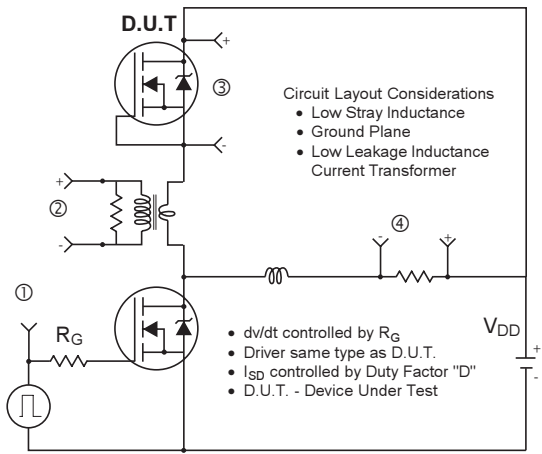 D.U.T
+
③
-
Circuit Layout Considerations
• Low Stray Inductance
• Ground Plane
• Low Leakage Inductance
Current Transformer
+
②
-
④
-
+
①
RG
VDD
+
-
• dv/dt controlled by RG
• Driver same type as D.U.T.
• ISD controlled by Duty Factor "D"
• D.U.T. - Device Under Test